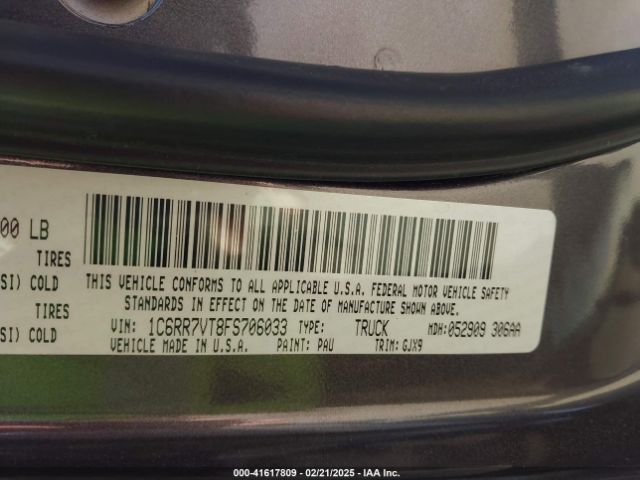 00 LB
TIRES
SI) COLD
TIRES
SI) COLD
THIS VEHICLE CONFORMS TO ALL APPLICABLE U.S.A. FEDERAL MOTOR VEHICLE SAFETY
STANDARDS IN EFFECT ON THE DATE OF MANUFACTURE SHOWN ABOVE.
VIN: 1C6RR7VT8FS706033 TYPE: TRUCK MDH:052909 306AA
VEHICLE MADE IN U.S.A. PAINT: PAU TRIM: GJX9
000-41617809 - 02/21/2025 - IAA Inc.